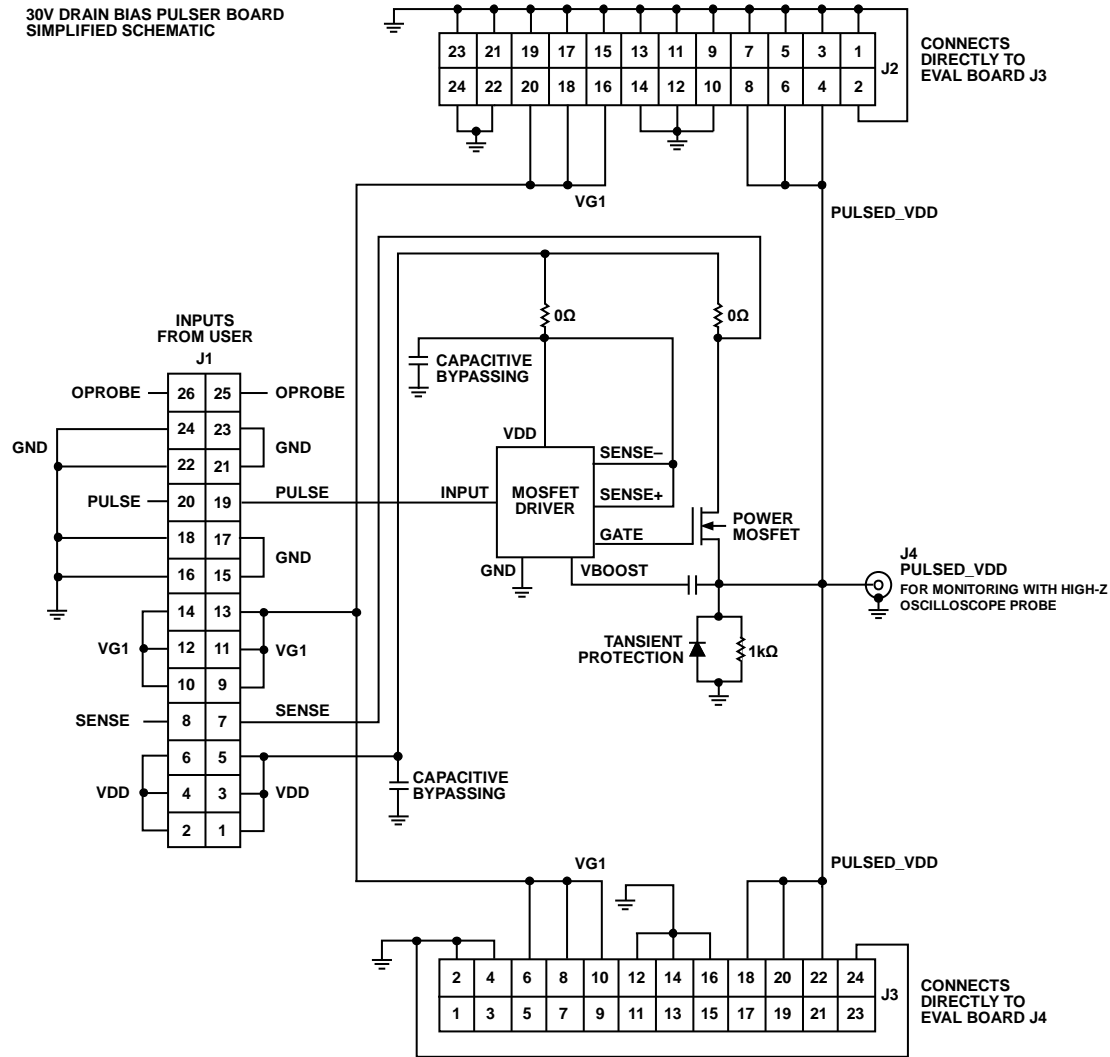 30V DRAIN BIAS PULSER BOARD
SIMPLIFIED SCHEMATIC
23 21 19 17 15 13 11 9 7 5 3 1
24 22 20 18 16 14 12 10 8 6 4 2
J2
CONNECTS
DIRECTLY TO
EVAL BOARD J3
VG1
PULSED_VDD
0Ω
0Ω
CAPACITIVE
BYPASSING
INPUTS
FROM USER
J1
OPROBE 26 25 OPROBE
24 23
GND
GND
22 21
PULSE 20 19 PULSE
18 17
GND
16 15
14 13
VG1 12 11 VG1
10 9
SENSE 8 7 SENSE
6 5
VDD 4 3 VDD
2 1
VDD
SENSE–
INPUT
MOSFET
DRIVER
SENSE+
GATE
GND
VBOOST
POWER
MOSFET
J4
PULSED_VDD
FOR MONITORING WITH HIGH-Z
OSCILLOSCOPE PROBE
TANSIENT
PROTECTION
1kΩ
CAPACITIVE
BYPASSING
VG1
PULSED_VDD
2 4 6 8 10 12 14 16 18 20 22 24
1 3 5 7 9 11 13 15 17 19 21 23
J3
CONNECTS
DIRECTLY TO
EVAL BOARD J4